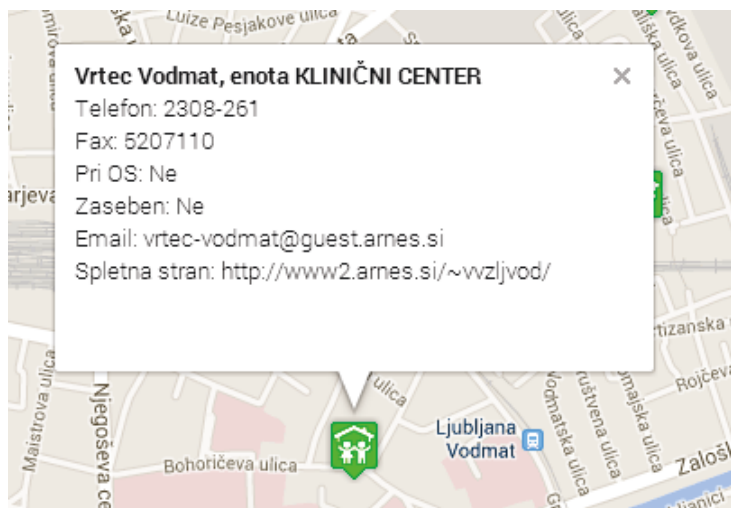 Luize Pesjakove ulica
Vrtec Vodmat, enota KLINIČNI CENTER
Telefon: 2308-261
Fax: 5207110
Pri OS: Ne
Zaseben: Ne
Email: vrtec-vodmat@guest.arnes.si
Spletna stran: http://www2.arnes.si/~vvzljvod/
ulica
Maistrova ulica
Njegoševa ce
Bohoričeva ulica
Ljubljana
Vodmat
Vodmatska ulica
Rojčeva
tizanska
Zalošk